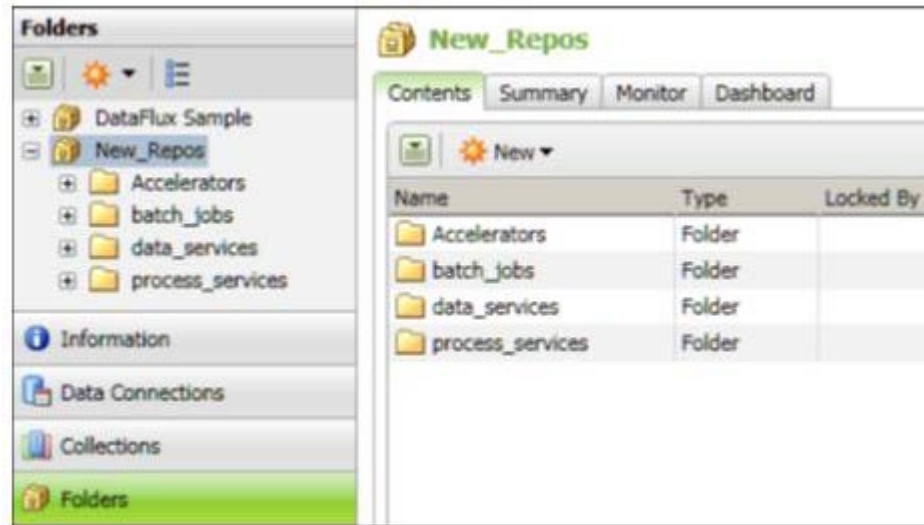 Folders
DataFlux Sample
New_Repos
Accelerators
batch_jobs
data_services
process_services
Information
Data Connections
Collections
Folders
New_Repos
Contents Summary Monitor Dashboard
New
Name Type Locked By
Accelerators Folder
batch_jobs Folder
data_services Folder
process_services Folder